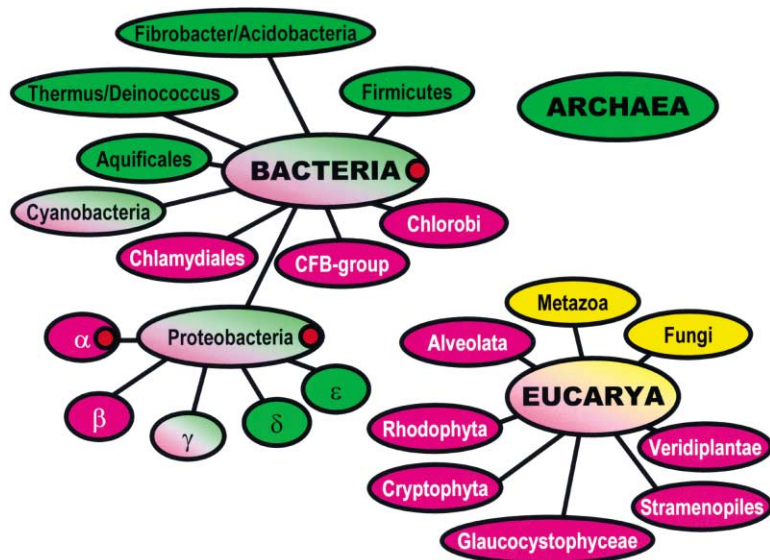 Fibrobacter/Acidobacteria
Thermus/Deinococcus
Firmicutes
ARCHAEA
Aquificales
BACTERIA
Cyanobacteria
Chlorobi
Chlamydiales
CFB-group
Metazoa
α
Proteobacteria
Alveolata
Fungi
ε
EUCARYA
β
γ
δ
Rhodophyta
Veridiplantae
Cryptophyta
Stramenopiles
Glaucocystophyceae